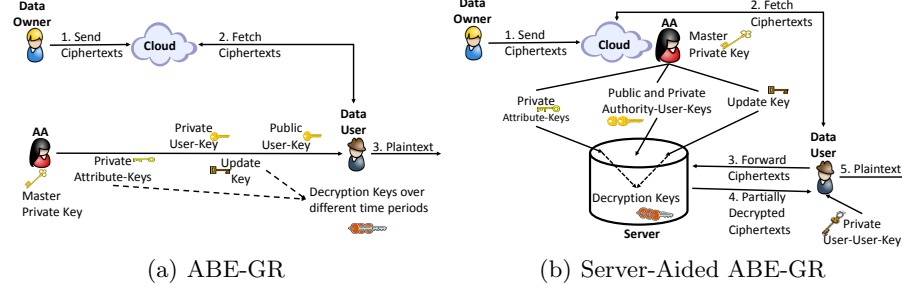 Data
Owner
1. Send
Ciphertexts
Cloud
2. Fetch
Ciphertexts
AA
Master
Private Key
Private
User-Key
Public
User-Key
Private
Attribute-Keys
Update
Key
Data
User
3. Plaintext
Decryption Keys over
different time periods
(a) ABE-GR
Data
Owner
1. Send
Ciphertexts
Cloud
AA
Master
Private Key
2. Fetch
Ciphertexts
Private
Attribute-Keys
Public and Private
Authority-User-Keys
Update Key
Decryption Keys
Server
3. Forward
Ciphertexts
4. Partially
Decrypted
Ciphertexts
Data
User
5. Plaintext
Private
User-User-Key
(b) Server-Aided ABE-GR